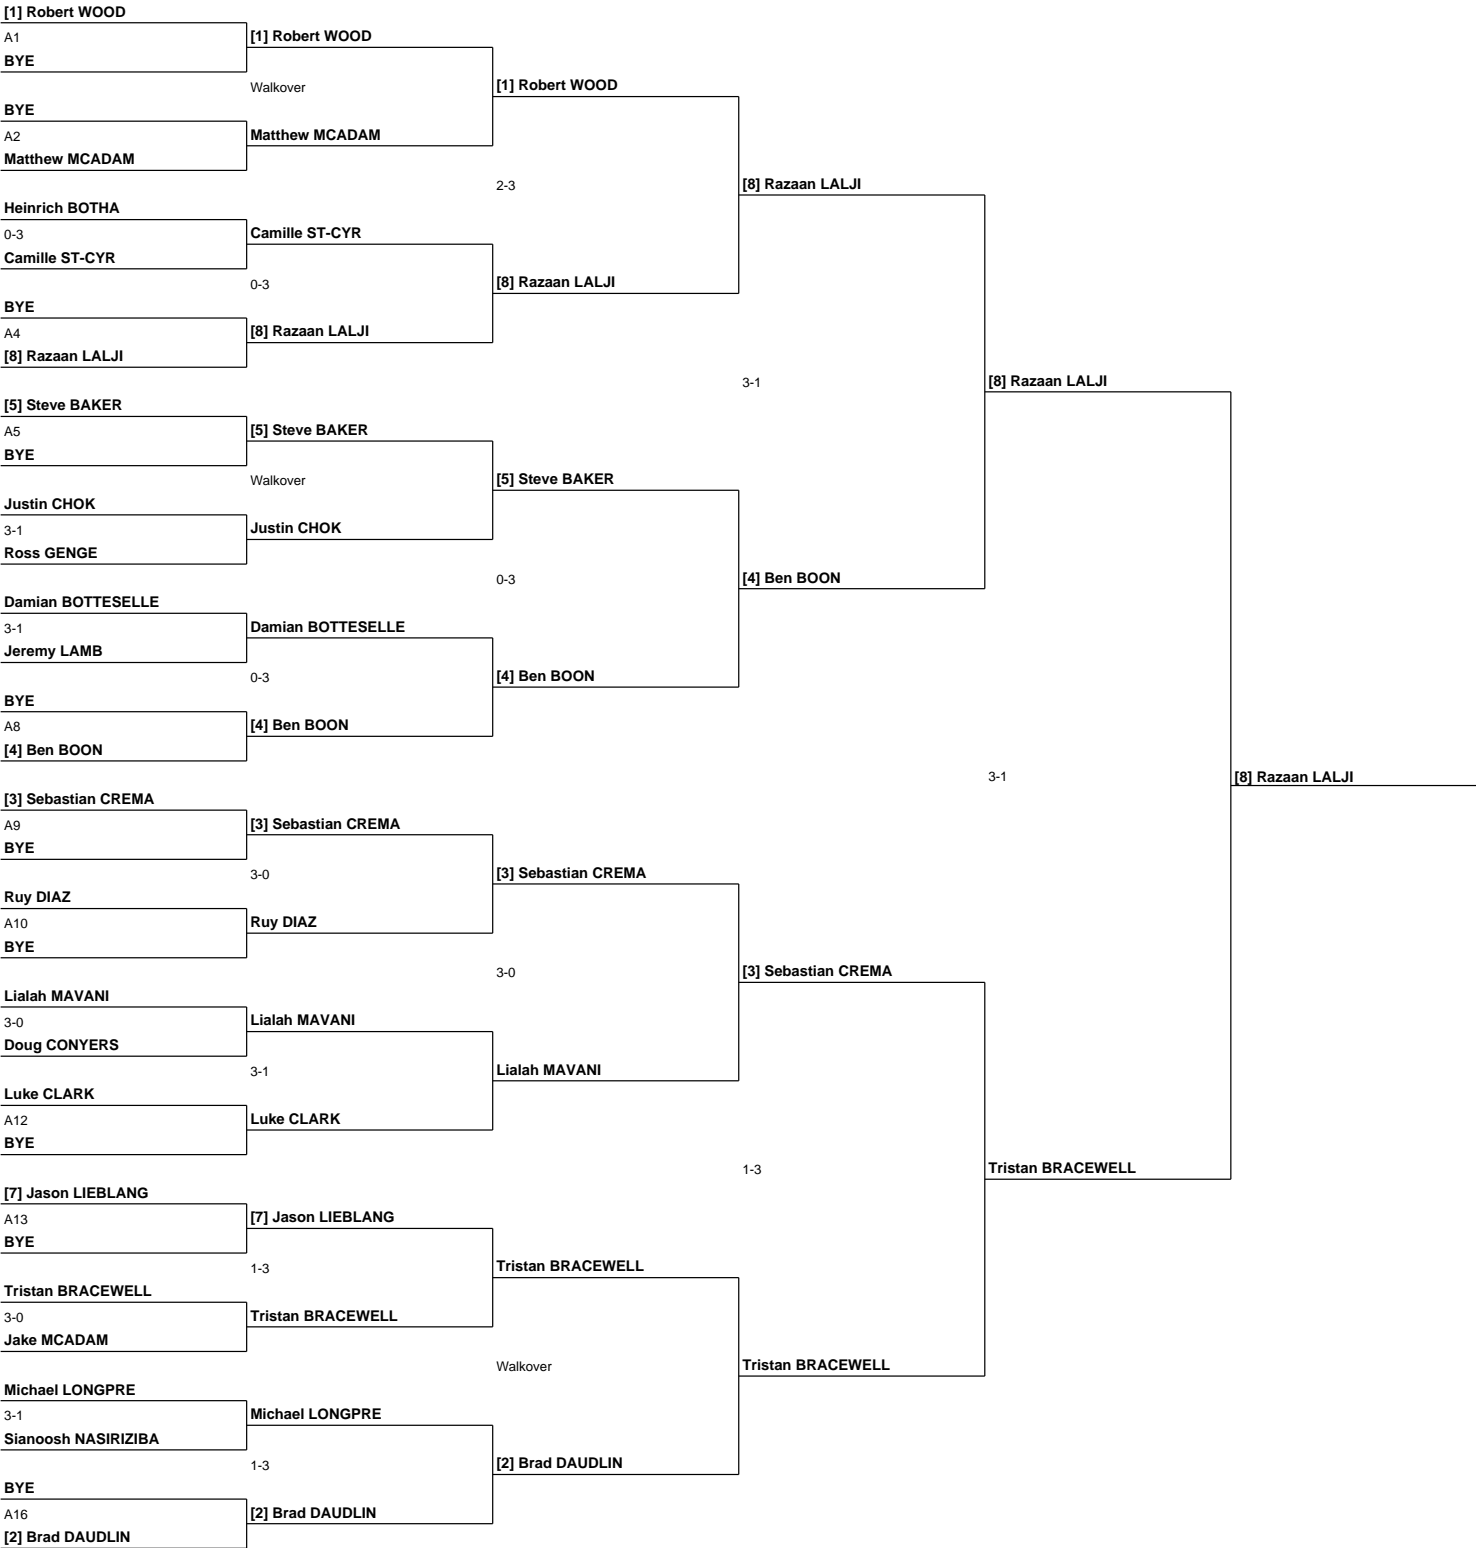 [1] Robert WOOD
A1
BYE
BYE
A2
Matthew MCADAM
Heinrich BOTHA
0-3
Camille ST-CYR
BYE
A4
[8] Razaan LALJI
[5] Steve BAKER
A5
BYE
Justin CHOK
3-1
Ross GENGE
Damian BOTTESELLE
3-1
Jeremy LAMB
BYE
A8
[4] Ben BOON
[3] Sebastian CREMA
A9
BYE
Ruy DIAZ
A10
BYE
Lialah MAVANI
3-0
Doug CONYERS
Luke CLARK
A12
BYE
[7] Jason LIEBLANG
A13
BYE
Tristan BRACEWELL
3-0
Jake MCADAM
Michael LONGPRE
3-1
Sianoosh NASIRIZIBA
BYE
A16
[2] Brad DAUDLIN
[1] Robert WOOD
Walkover
Matthew MCADAM
Camille ST-CYR
0-3
[8] Razaan LALJI
[5] Steve BAKER
Walkover
Justin CHOK
Damian BOTTESELLE
0-3
[4] Ben BOON
[3] Sebastian CREMA
3-0
Ruy DIAZ
Lialah MAVANI
3-1
Luke CLARK
[7] Jason LIEBLANG
1-3
Tristan BRACEWELL
Michael LONGPRE
1-3
[2] Brad DAUDLIN
[1] Robert WOOD
2-3
[8] Razaan LALJI
[5] Steve BAKER
0-3
[4] Ben BOON
[3] Sebastian CREMA
3-0
Lialah MAVANI
Tristan BRACEWELL
Walkover
[2] Brad DAUDLIN
[8] Razaan LALJI
3-1
[4] Ben BOON
[3] Sebastian CREMA
1-3
Tristan BRACEWELL
[8] Razaan LALJI
3-1
Tristan BRACEWELL
[8] Razaan LALJI